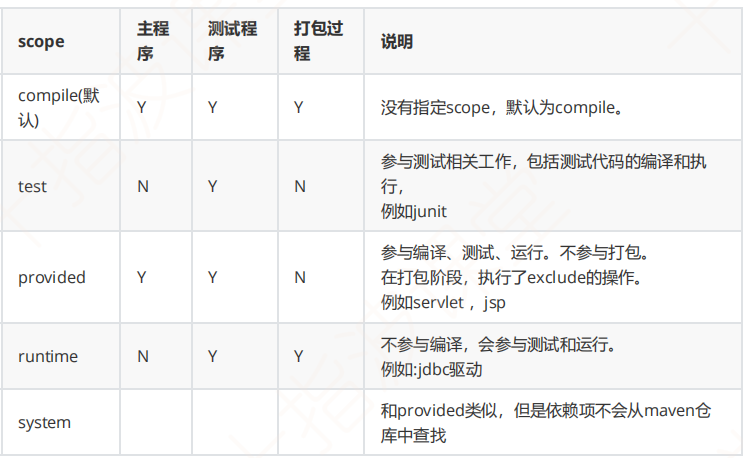 scope 主程序 测试程序 打包过程 说明
compile(默认) Y Y Y 没有指定scope，默认为compile。
test N Y N 参与测试相关工作，包括测试代码的编译和执行，
例如junit
provided Y Y N 参与编译、测试、运行。不参与打包。
在打包阶段，执行了exclude的操作。
例如servlet ，jsp
runtime N Y Y 不参与编译，会参与测试和运行。
例如:jdbc驱动
system 和provided类似，但是依赖项不会从maven仓库中查找